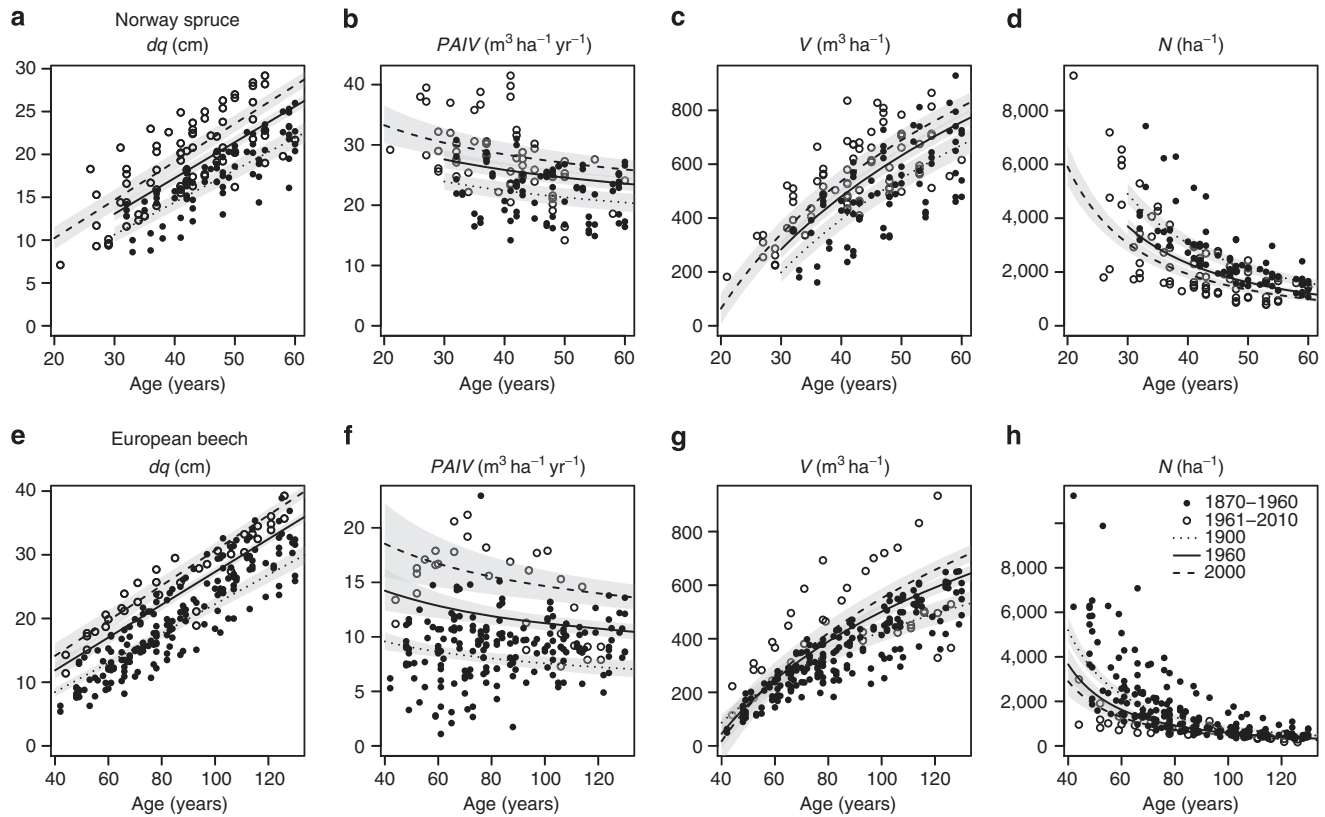 a
Norway spruce
dq (cm)
30
25
20
15
10
5
0
20 30 40 50 60
Age (years)
b
PAIV (m³ ha⁻¹ yr⁻¹)
40
30
20
10
0
20 30 40 50 60
Age (years)
c
V (m³ ha⁻¹)
800
600
400
200
0
20 30 40 50 60
Age (years)
d
N (ha⁻¹)
8,000
6,000
4,000
2,000
0
20 30 40 50 60
Age (years)
e
European beech
dq (cm)
40
30
20
10
0
40 60 80 100 120
Age (years)
f
PAIV (m³ ha⁻¹ yr⁻¹)
20
15
10
5
0
40 60 80 100 120
Age (years)
g
V (m³ ha⁻¹)
800
600
400
200
0
40 60 80 100 120
Age (years)
h
N (ha⁻¹)
1870–1960
1961–2010
1900
1960
2000
8,000
6,000
4,000
2,000
0
40 60 80 100 120
Age (years)